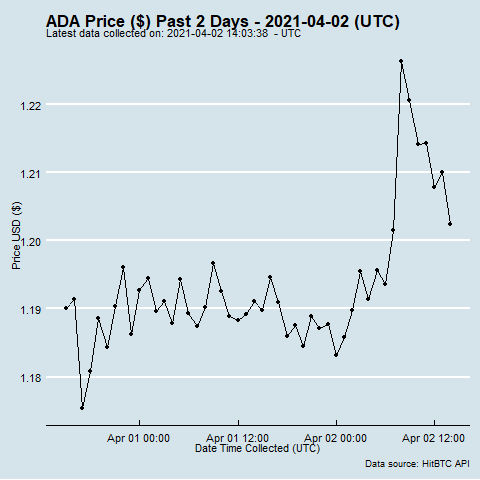 ADA Price ($) Past 2 Days - 2021-04-02 (UTC)
Latest data collected on: 2021-04-02 14:03:38 - UTC
1.22
1.21
1.20
1.19
1.18
Price USD ($)
Apr 01 00:00 Apr 01 12:00 Apr 02 00:00 Apr 02 12:00
Date Time Collected (UTC)
Data source: HitBTC API